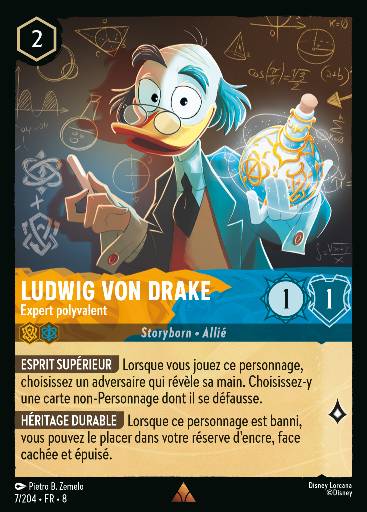 2
LUDWIG VON DRAKE
Expert polyvalent
1
1
Storyborn • Allié
ESPRIT SUPÉRIEUR Lorsque vous jouez ce personnage,
choisissez un adversaire qui révèle sa main. Choisissez-y
une carte non-Personnage dont il se défausse.
HÉRITAGE DURABLE Lorsque ce personnage est banni,
vous pouvez le placer dans votre réserve d'encre, face
cachée et épuisé.
Pietro B. Zemelo
7/204 • FR • 8
Disney Lorcana
©Disney